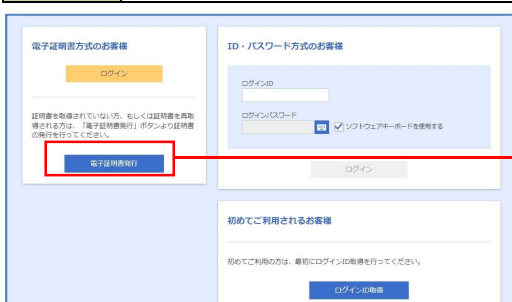 電子証明書方式のお客様
ログイン
証明書を取得されていない方、もしくは証明書を再取
得される方は、「電子証明書発行」ボタンより証明書
の発行を行ってください。
電子証明書発行
ID・パスワード方式のお客様
ログインID
ログインパスワード
ソフトウェアキーボードを使用する
ログイン
初めてご利用されるお客様
初めてご利用の方は、最初にログインID取得を行ってください。
ログインID取得